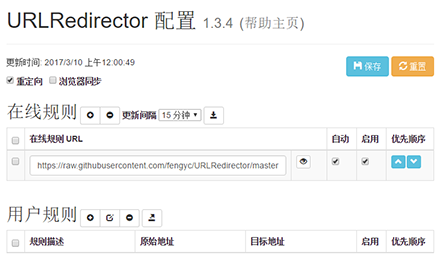 URLRedirector 配置 1.3.4 (帮助主页)
更新时间: 2017/3/10 上午12:00:49
保存 重置
重定向 浏览器同步
在线规则 更新间隔 15 分钟
在线规则 URL 自动 启用 优先顺序
https://raw.githubusercontent.com/fengyc/URLRedirector/master
用户规则
规则描述 原始地址 目标地址 启用 优先顺序